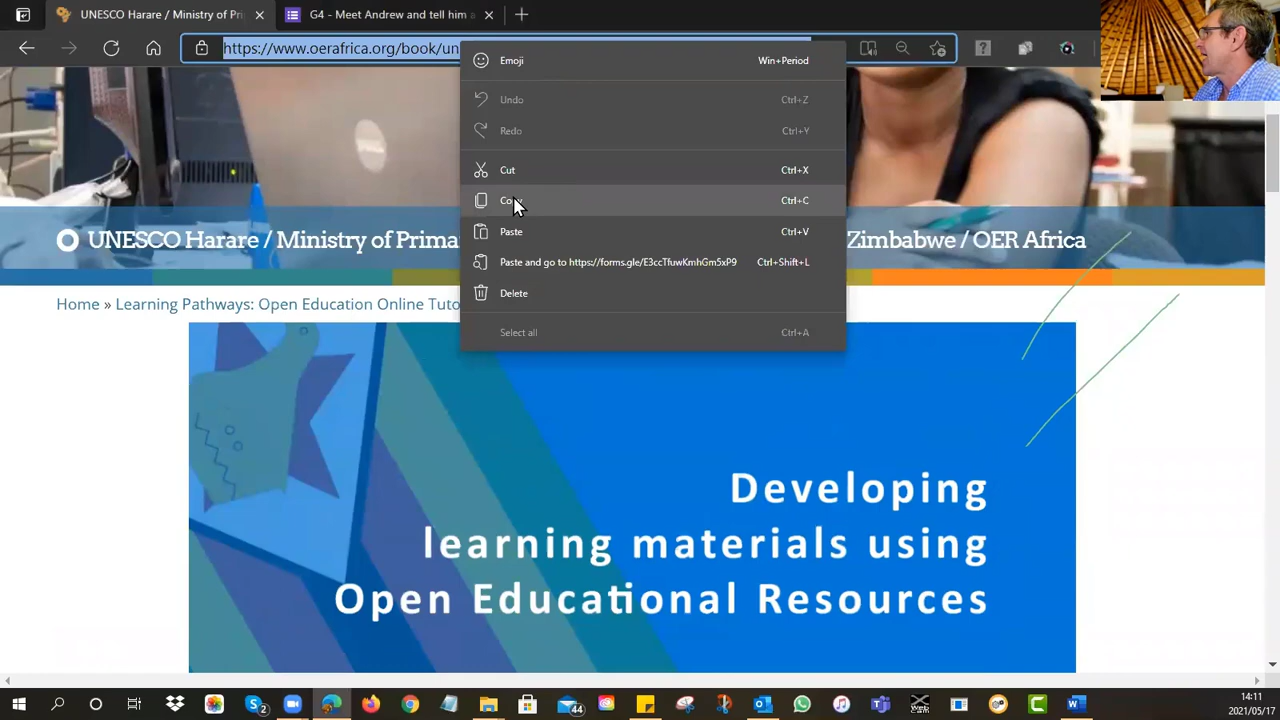 UNESCO Harare / Ministry of Pri
G4 - Meet Andrew and tell him a
https://www.oerafrica.org/book/un
Emoji Win+Period
Undo Ctrl+Z
Redo Ctrl+Y
Cut Ctrl+X
Copy Ctrl+C
Paste Ctrl+V
Paste and go to https://forms.gle/E3ccTfuwKmhGm5xP9 Ctrl+Shift+L
Delete
Select all Ctrl+A
UNESCO Harare / Ministry of Prima Zimbabwe / OER Africa
Home » Learning Pathways: Open Education Online Tuto
Developing
learning materials using
Open Educational Resources
2
44
14:11
2021/05/17